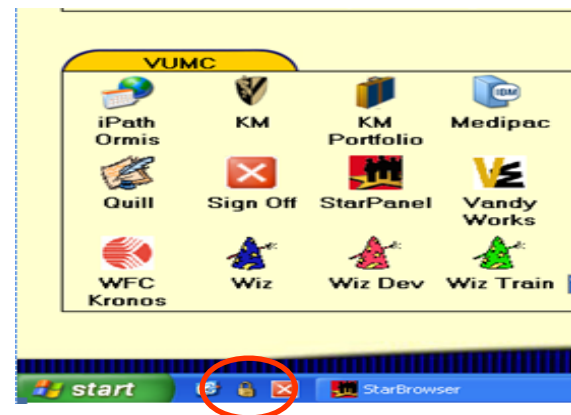 VUMC
iPath
Ormis
KM
KM
Portfolio
IBM
Medipac
Quill
Sign Off
StarPanel
Vandy
Works
WFC
Kronos
Wiz
Wiz Dev
Wiz Train
start
StarBrowser